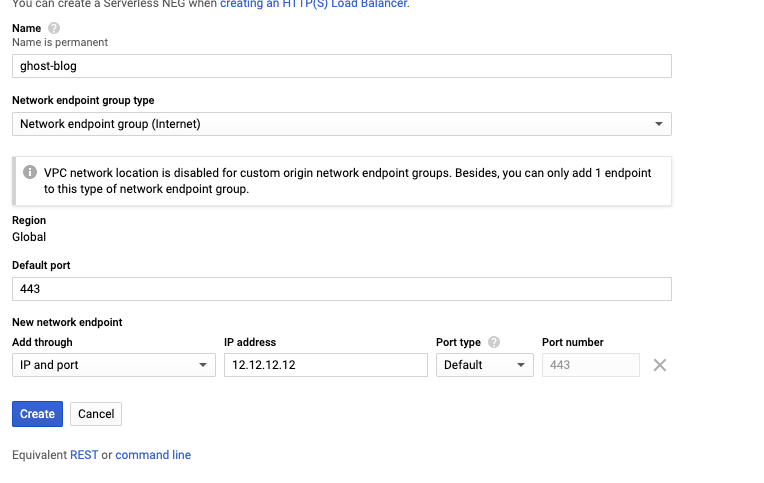 You can create a Serverless NEG when creating an HTTP(S) Load Balancer.
Name
Name is permanent
ghost-blog
Network endpoint group type
Network endpoint group (Internet)
VPC network location is disabled for custom origin network endpoint groups. Besides, you can only add 1 endpoint
to this type of network endpoint group.
Region
Global
Default port
443
New network endpoint
Add through IP address Port type ? Port number
IP and port 12.12.12.12 Default 443
Create Cancel
Equivalent REST or command line